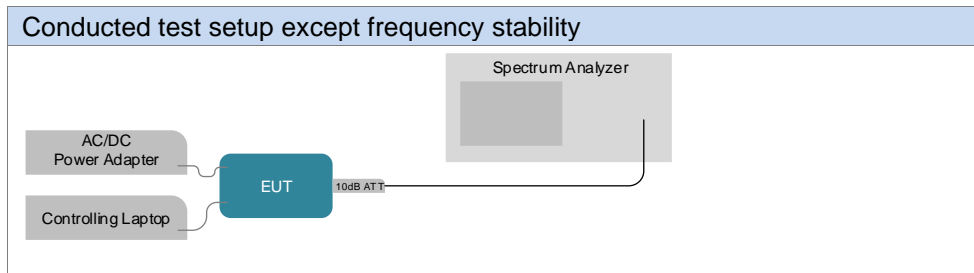 Conducted test setup except frequency stability
Spectrum Analyzer
AC/DC
Power Adapter
EUT
10dB ATT
Controlling Laptop